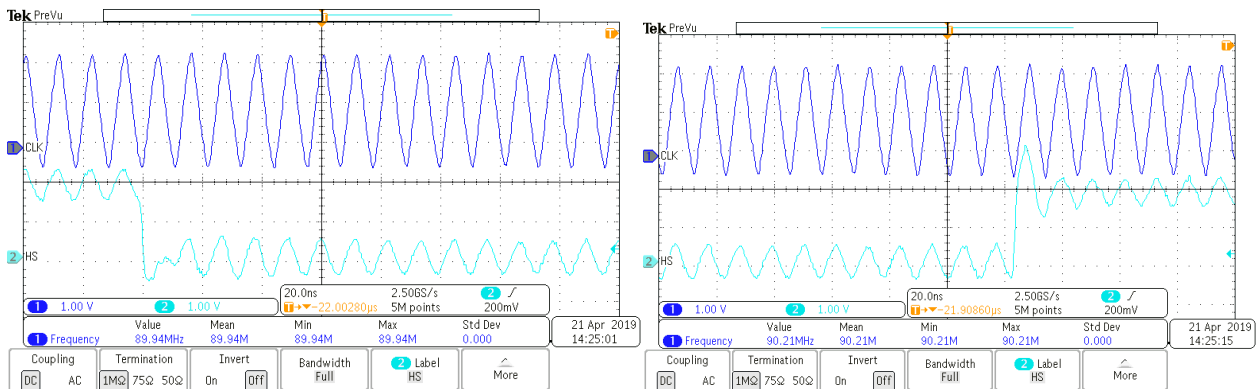 Tek PreVu
T
1 CLK
2 HS
1 1.00 V 2 1.00 V
20.0ns 2.50GS/s 2
T→▼-22.00280µs 5M points 200mV
Value Mean Min Max Std Dev
1 Frequency 89.94MHz 89.94M 89.94M 89.94M 0.000
21 Apr 2019
14:25:01
Coupling Termination Invert Bandwidth 2 Label More
DC AC 1MΩ 75Ω 50Ω On Off Full HS
Tek PreVu
T
1 CLK
2 HS
1 1.00 V 2 1.00 V
20.0ns 2.50GS/s 2
T→▼-21.90860µs 5M points 200mV
Value Mean Min Max Std Dev
1 Frequency 90.21MHz 90.21M 90.21M 90.21M 0.000
21 Apr 2019
14:25:15
Coupling Termination Invert Bandwidth 2 Label More
DC AC 1MΩ 75Ω 50Ω On Off Full HS